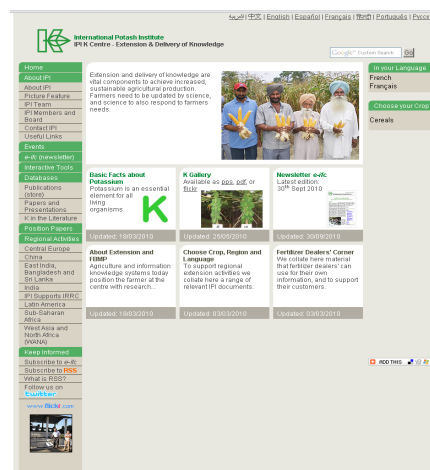 العربية | 中文 | English | Español | Français | हिन्दी | Português | Русск
International Potash Institute
IPI K Centre - Extension & Delivery of Knowledge
Google™ Custom Search Go
Home
About IPI
About IPI
Picture Feature
IPI Team
IPI Members and
Board
Contact IPI
Useful Links
Events
e-ifc (newsletter)
Interactive Tools
Databases
Publications
(store)
Papers and
Presentations
K in the Literature
Position Papers
Regional Activities
Central Europe
China
East India,
Bangladesh and
Sri Lanka
India
IPI Supports IRRC
Latin America
Sub-Saharan
Africa
West Asia and
North Africa
(WANA)
Keep Informed
Subscribe to e-ifc
Subscribe to RSS
What is RSS?
Follow us on
twitter
www.flickr.com
Extension and delivery of knowledge are
vital components to achieve increased,
sustainable agricultural production.
Farmers need to be updated by science,
and science to also respond to farmers
needs.
Basic Facts about
Potassium
Potassium is an essential
element for all
living
organisms.
K
Updated: 18/03/2010
K Gallery
Available as pps, pdf, or
flickr
Updated: 25/05/2010
Newsletter e-ifc
Latest edition:
30th Sept 2010
Updated: 30/09/2010
About Extension and
FBMP
Agriculture and information
knowledge systems today
position the farmer at the
centre with research...
Updated: 18/03/2010
Choose Crop, Region and
Language
To support regional
extension activities we
collate here a range of
relevant IPI documents.
Updated: 03/03/2010
Fertilizer Dealers' Corner
We collate here material
that fertilizer dealers' can
use for their own
information, and to support
their customers.
Updated: 03/03/2010
In your Language
French
Français
Choose your Crop
Cereals
ADD THIS